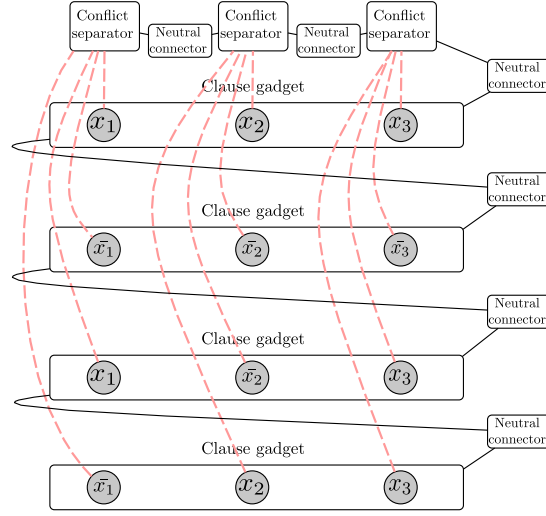 Conflict
separator
Neutral
connector
Conflict
separator
Neutral
connector
Conflict
separator
Neutral
connector
Clause gadget
x₁ x₂ x₃
Neutral
connector
Clause gadget
x̄₁ x̄₂ x̄₃
Neutral
connector
Clause gadget
x₁ x̄₂ x₃
Neutral
connector
Clause gadget
x̄₁ x₂ x₃